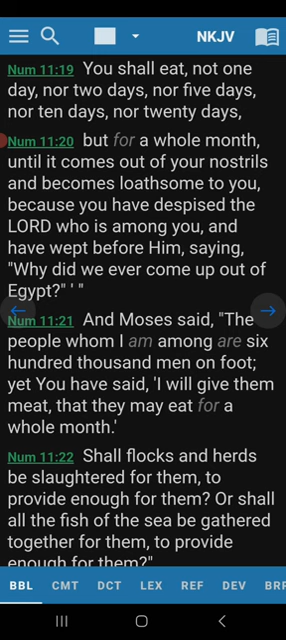 NKJV
Num 11:19 You shall eat, not one
day, nor two days, nor five days,
nor ten days, nor twenty days,
Num 11:20 but for a whole month,
until it comes out of your nostrils
and becomes loathsome to you,
because you have despised the
LORD who is among you, and
have wept before Him, saying,
"Why did we ever come up out of
Egypt?" ' "
Num 11:21 And Moses said, "The
people whom I am among are six
hundred thousand men on foot;
yet You have said, 'I will give them
meat, that they may eat for a
whole month.'
Num 11:22 Shall flocks and herds
be slaughtered for them, to
provide enough for them? Or shall
all the fish of the sea be gathered
together for them, to provide
enough for them?"
BBL CMT DCT LEX REF DEV BRF